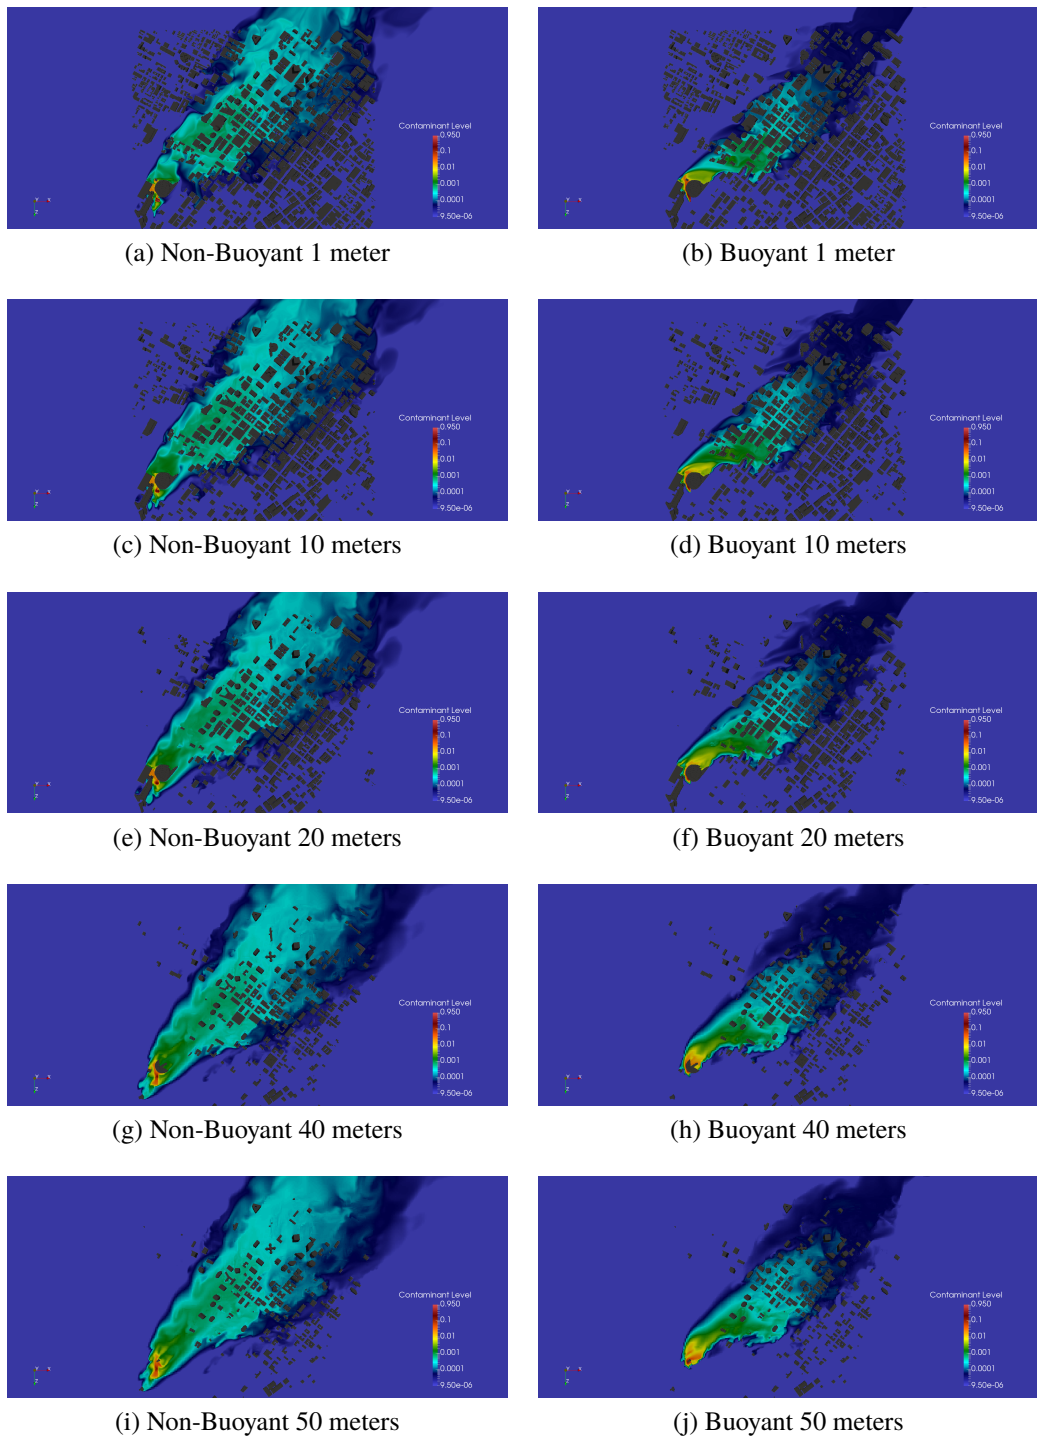 Contaminant Level
0.950
0.1
0.01
0.001
0.0001
9.50e-06
Y X
Z
Contaminant Level
0.950
0.1
0.01
0.001
0.0001
9.50e-06
Y X
Z
(a) Non-Buoyant 1 meter
(b) Buoyant 1 meter
Contaminant Level
0.950
0.1
0.01
0.001
0.0001
9.50e-06
Y X
Z
Contaminant Level
0.950
0.1
0.01
0.001
0.0001
9.50e-06
Y X
Z
(c) Non-Buoyant 10 meters
(d) Buoyant 10 meters
Contaminant Level
0.950
0.1
0.01
0.001
0.0001
9.50e-06
Y X
Z
Contaminant Level
0.950
0.1
0.01
0.001
0.0001
9.50e-06
Y X
Z
(e) Non-Buoyant 20 meters
(f) Buoyant 20 meters
Contaminant Level
0.950
0.1
0.01
0.001
0.0001
9.50e-06
Y X
Z
Contaminant Level
0.950
0.1
0.01
0.001
0.0001
9.50e-06
Y X
Z
(g) Non-Buoyant 40 meters
(h) Buoyant 40 meters
Contaminant Level
0.950
0.1
0.01
0.001
0.0001
9.50e-06
Y X
Z
Contaminant Level
0.950
0.1
0.01
0.001
0.0001
9.50e-06
Y X
Z
(i) Non-Buoyant 50 meters
(j) Buoyant 50 meters